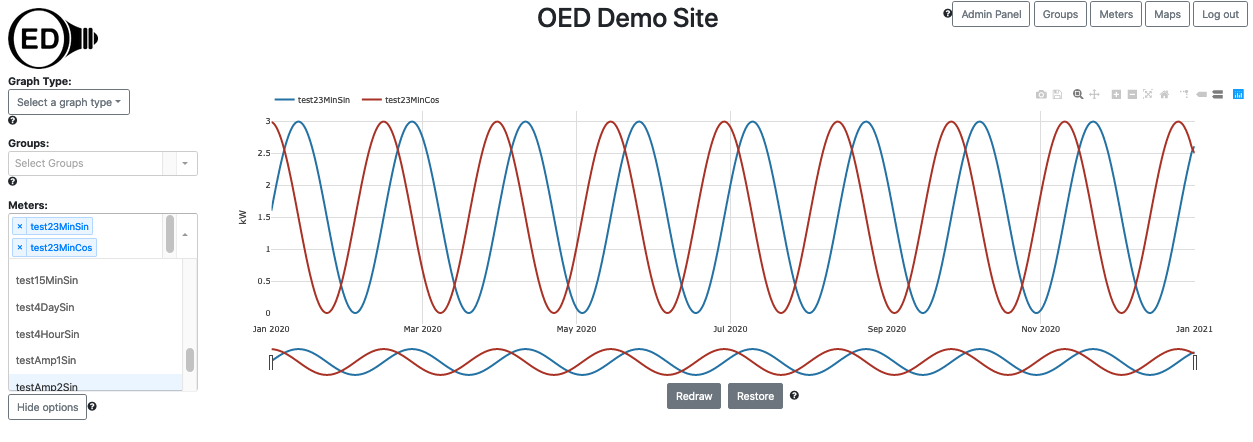 OED Demo Site
Admin Panel Groups Meters Maps Log out
ED
Graph Type:
Select a graph type
Groups:
Select Groups
Meters:
× test23MinSin
× test23MinCos
test15MinSin
test4DaySin
test4HourSin
testAmp1Sin
testAmp2Sin
Hide options
test23MinSin test23MinCos
kW
3
2.5
2
1.5
1
0.5
0
Jan 2020 Mar 2020 May 2020 Jul 2020 Sep 2020 Nov 2020 Jan 2021
Redraw Restore